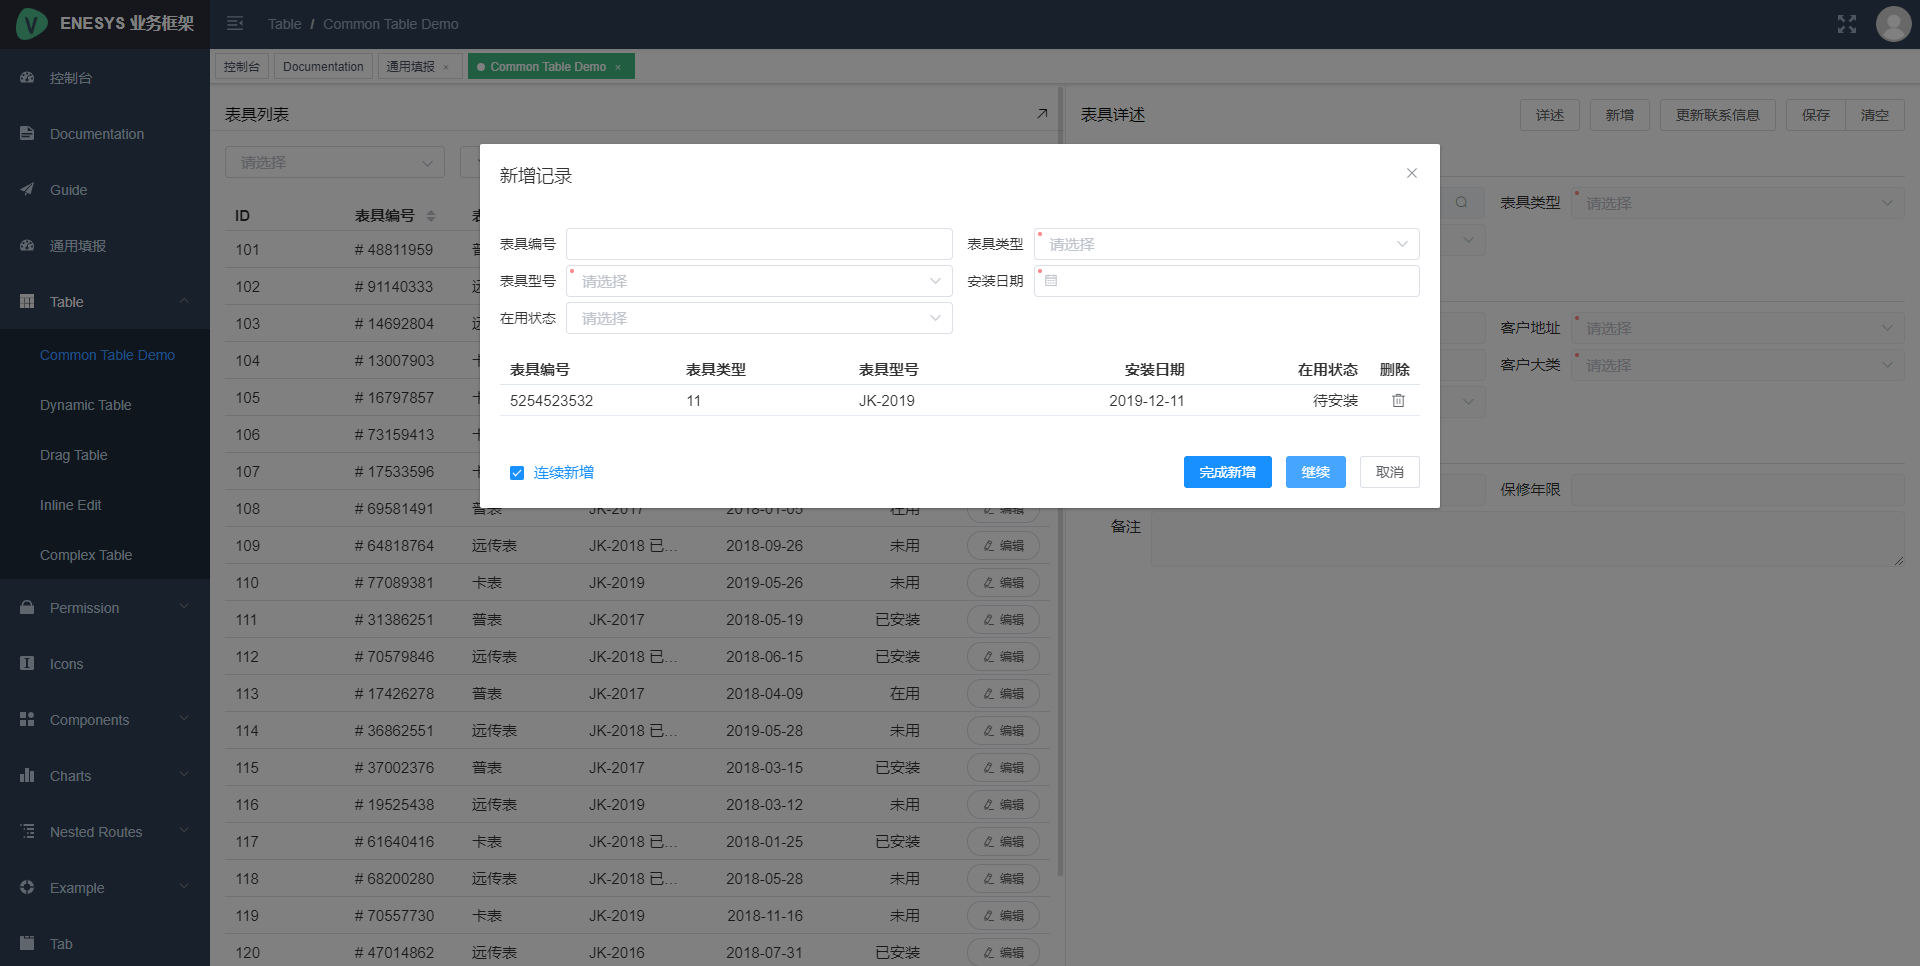 ENESYS 业务框架
Table / Common Table Demo
控制台
Documentation
Guide
通用填报
Table
Common Table Demo
Dynamic Table
Drag Table
Inline Edit
Complex Table
Permission
Icons
Components
Charts
Nested Routes
Example
Tab
控制台 Documentation 通用填报 × Common Table Demo ×
表具列表
请选择
ID 表具编号
101 # 48811959
102 # 91140333
103 # 14692804
104 # 13007903
105 # 16797857
106 # 73159413
107 # 17533596
108 # 69581491 普表 JK-2017 2018-01-05 在用 编辑
109 # 64818764 远传表 JK-2018 已... 2018-09-26 未用 编辑
110 # 77089381 卡表 JK-2019 2019-05-26 未用 编辑
111 # 31386251 普表 JK-2017 2018-05-19 已安装 编辑
112 # 70579846 远传表 JK-2018 已... 2018-06-15 已安装 编辑
113 # 17426278 普表 JK-2017 2018-04-09 在用 编辑
114 # 36862551 远传表 JK-2018 已... 2019-05-28 未用 编辑
115 # 37002376 普表 JK-2017 2018-03-15 已安装 编辑
116 # 19525438 远传表 JK-2019 2018-03-12 未用 编辑
117 # 61640416 卡表 JK-2018 已... 2018-01-25 已安装 编辑
118 # 68200280 远传表 JK-2018 已... 2018-05-28 未用 编辑
119 # 70557730 卡表 JK-2019 2018-11-16 未用 编辑
120 # 47014862 远传表 JK-2016 2018-07-31 已安装 编辑
表具详述 详述 新增 更新联系信息 保存 清空
表具类型 * 请选择
客户地址 * 请选择
客户大类 * 请选择
保修年限
备注
新增记录
表具编号 表具类型 * 请选择
表具型号 * 请选择 安装日期 *
在用状态 请选择
表具编号 表具类型 表具型号 安装日期 在用状态 删除
5254523532 11 JK-2019 2019-12-11 待安装
连续新增 完成新增 继续 取消